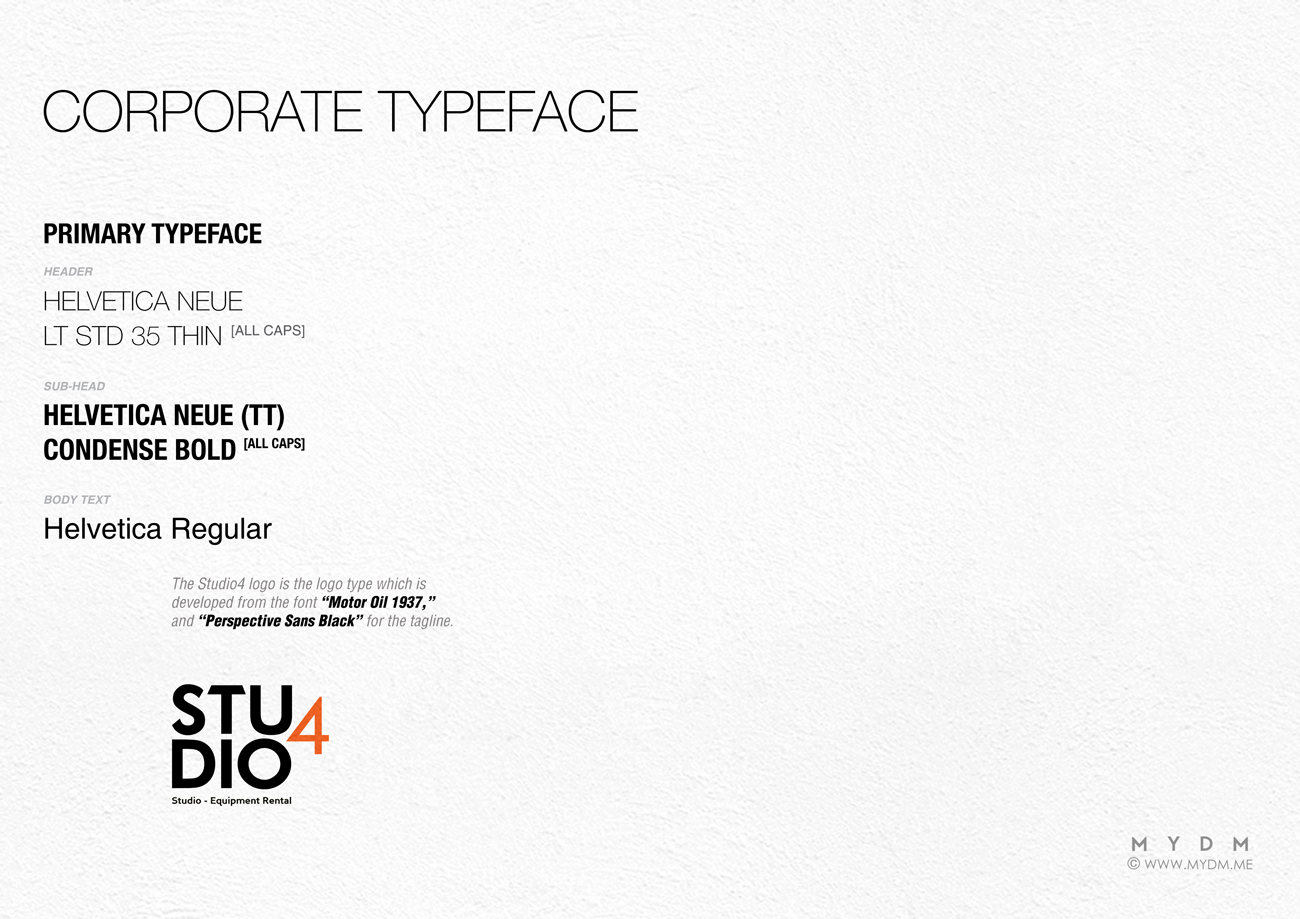 CORPORATE TYPEFACE
PRIMARY TYPEFACE
HEADER
HELVETICA NEUE
LT STD 35 THIN [ALL CAPS]
SUB-HEAD
HELVETICA NEUE (TT)
CONDENSE BOLD [ALL CAPS]
BODY TEXT
Helvetica Regular
The Studio4 logo is the logo type which is
developed from the font “Motor Oil 1937,”
and “Perspective Sans Black” for the tagline.
STU4
DIO
Studio - Equipment Rental
M Y D M
© WWW.MYDM.ME